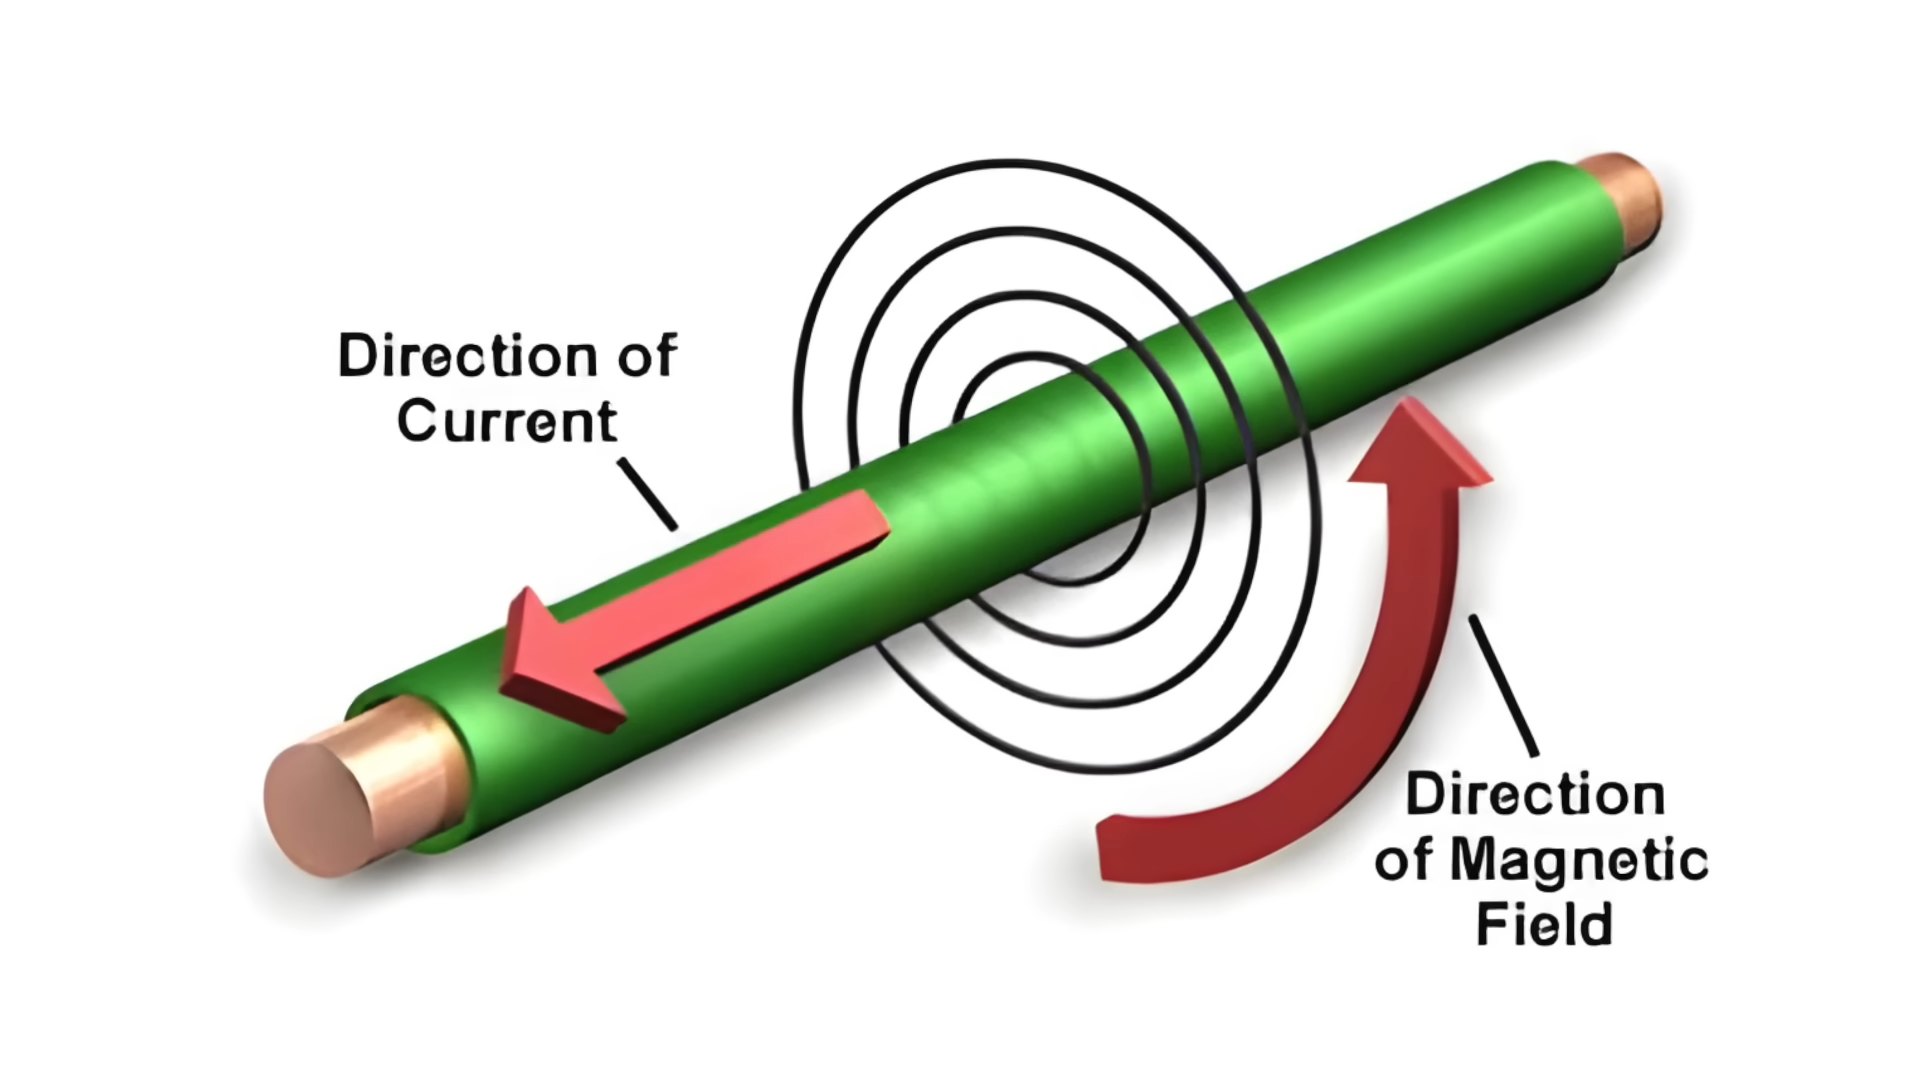 Direction of
Current
Direction
of Magnetic
Field